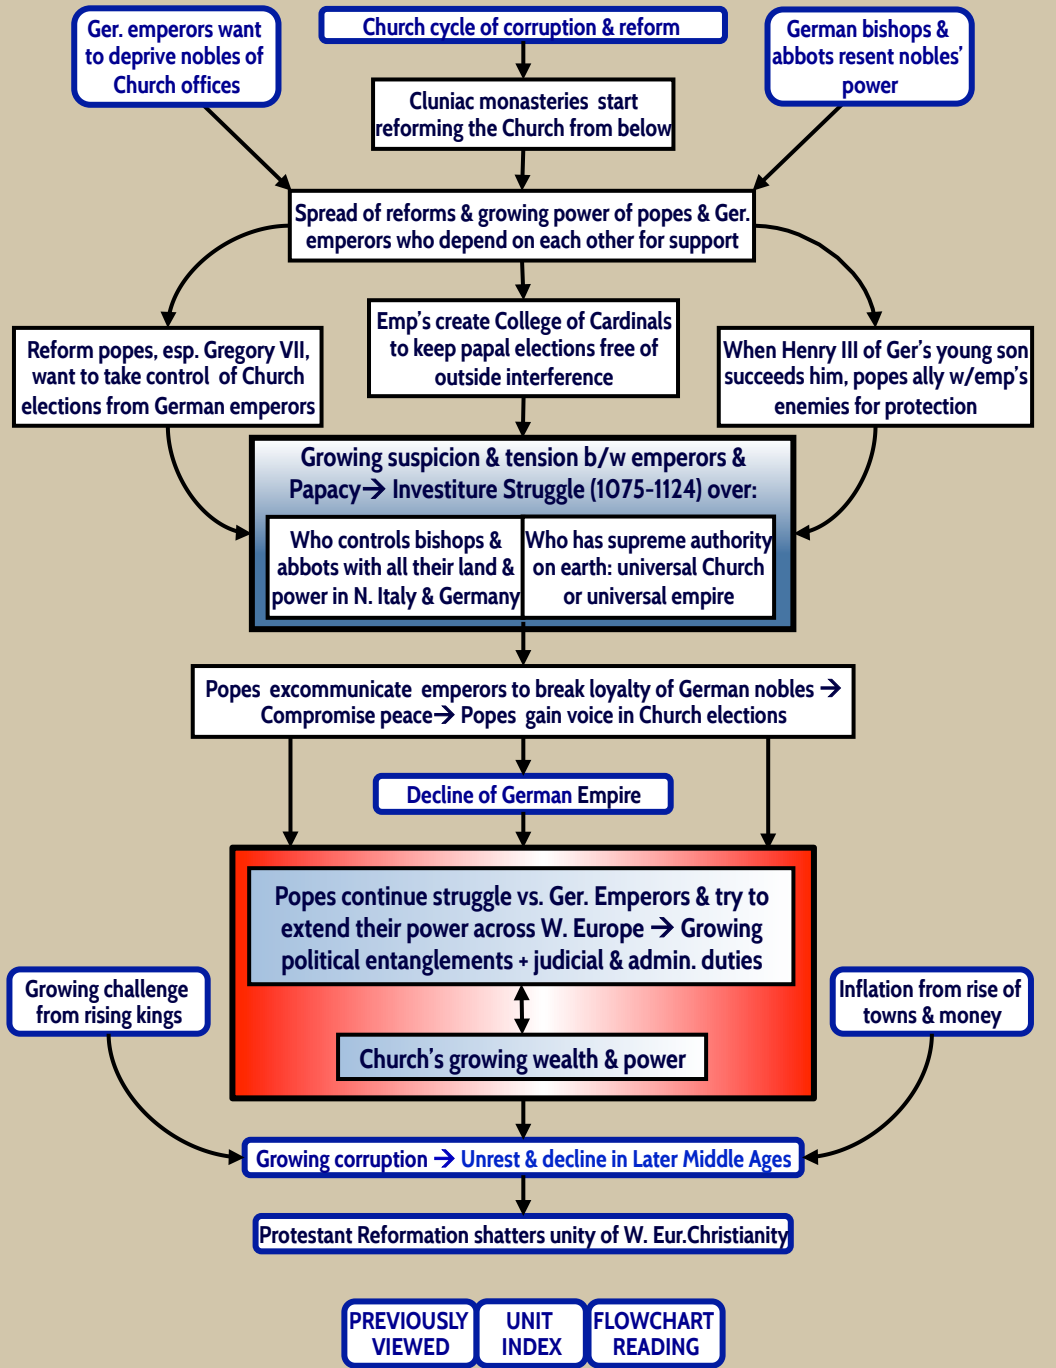 Ger. emperors want
to deprive nobles of
Church offices
Church cycle of corruption & reform
German bishops &
abbots resent nobles’
power
Cluniac monasteries start
reforming the Church from below
Spread of reforms & growing power of popes & Ger.
emperors who depend on each other for support
Reform popes, esp. Gregory VII,
want to take control of Church
elections from German emperors
Emp's create College of Cardinals
to keep papal elections free of
outside interference
When Henry III of Ger’s young son
succeeds him, popes ally w/emp’s
enemies for protection
Growing suspicion & tension b/w emperors &
Papacy→ Investiture Struggle (1075-1124) over:
Who controls bishops &
abbots with all their land &
power in N. Italy & Germany
Who has supreme authority
on earth: universal Church
or universal empire
Popes excommunicate emperors to break loyalty of German nobles →
Compromise peace→ Popes gain voice in Church elections
Decline of German Empire
Popes continue struggle vs. Ger. Emperors & try to
extend their power across W. Europe → Growing
political entanglements + judicial & admin. duties
Growing challenge
from rising kings
Inflation from rise of
towns & money
Church’s growing wealth & power
Growing corruption → Unrest & decline in Later Middle Ages
Protestant Reformation shatters unity of W. Eur.Christianity
PREVIOUSLY
VIEWED
UNIT
INDEX
FLOWCHART
READING